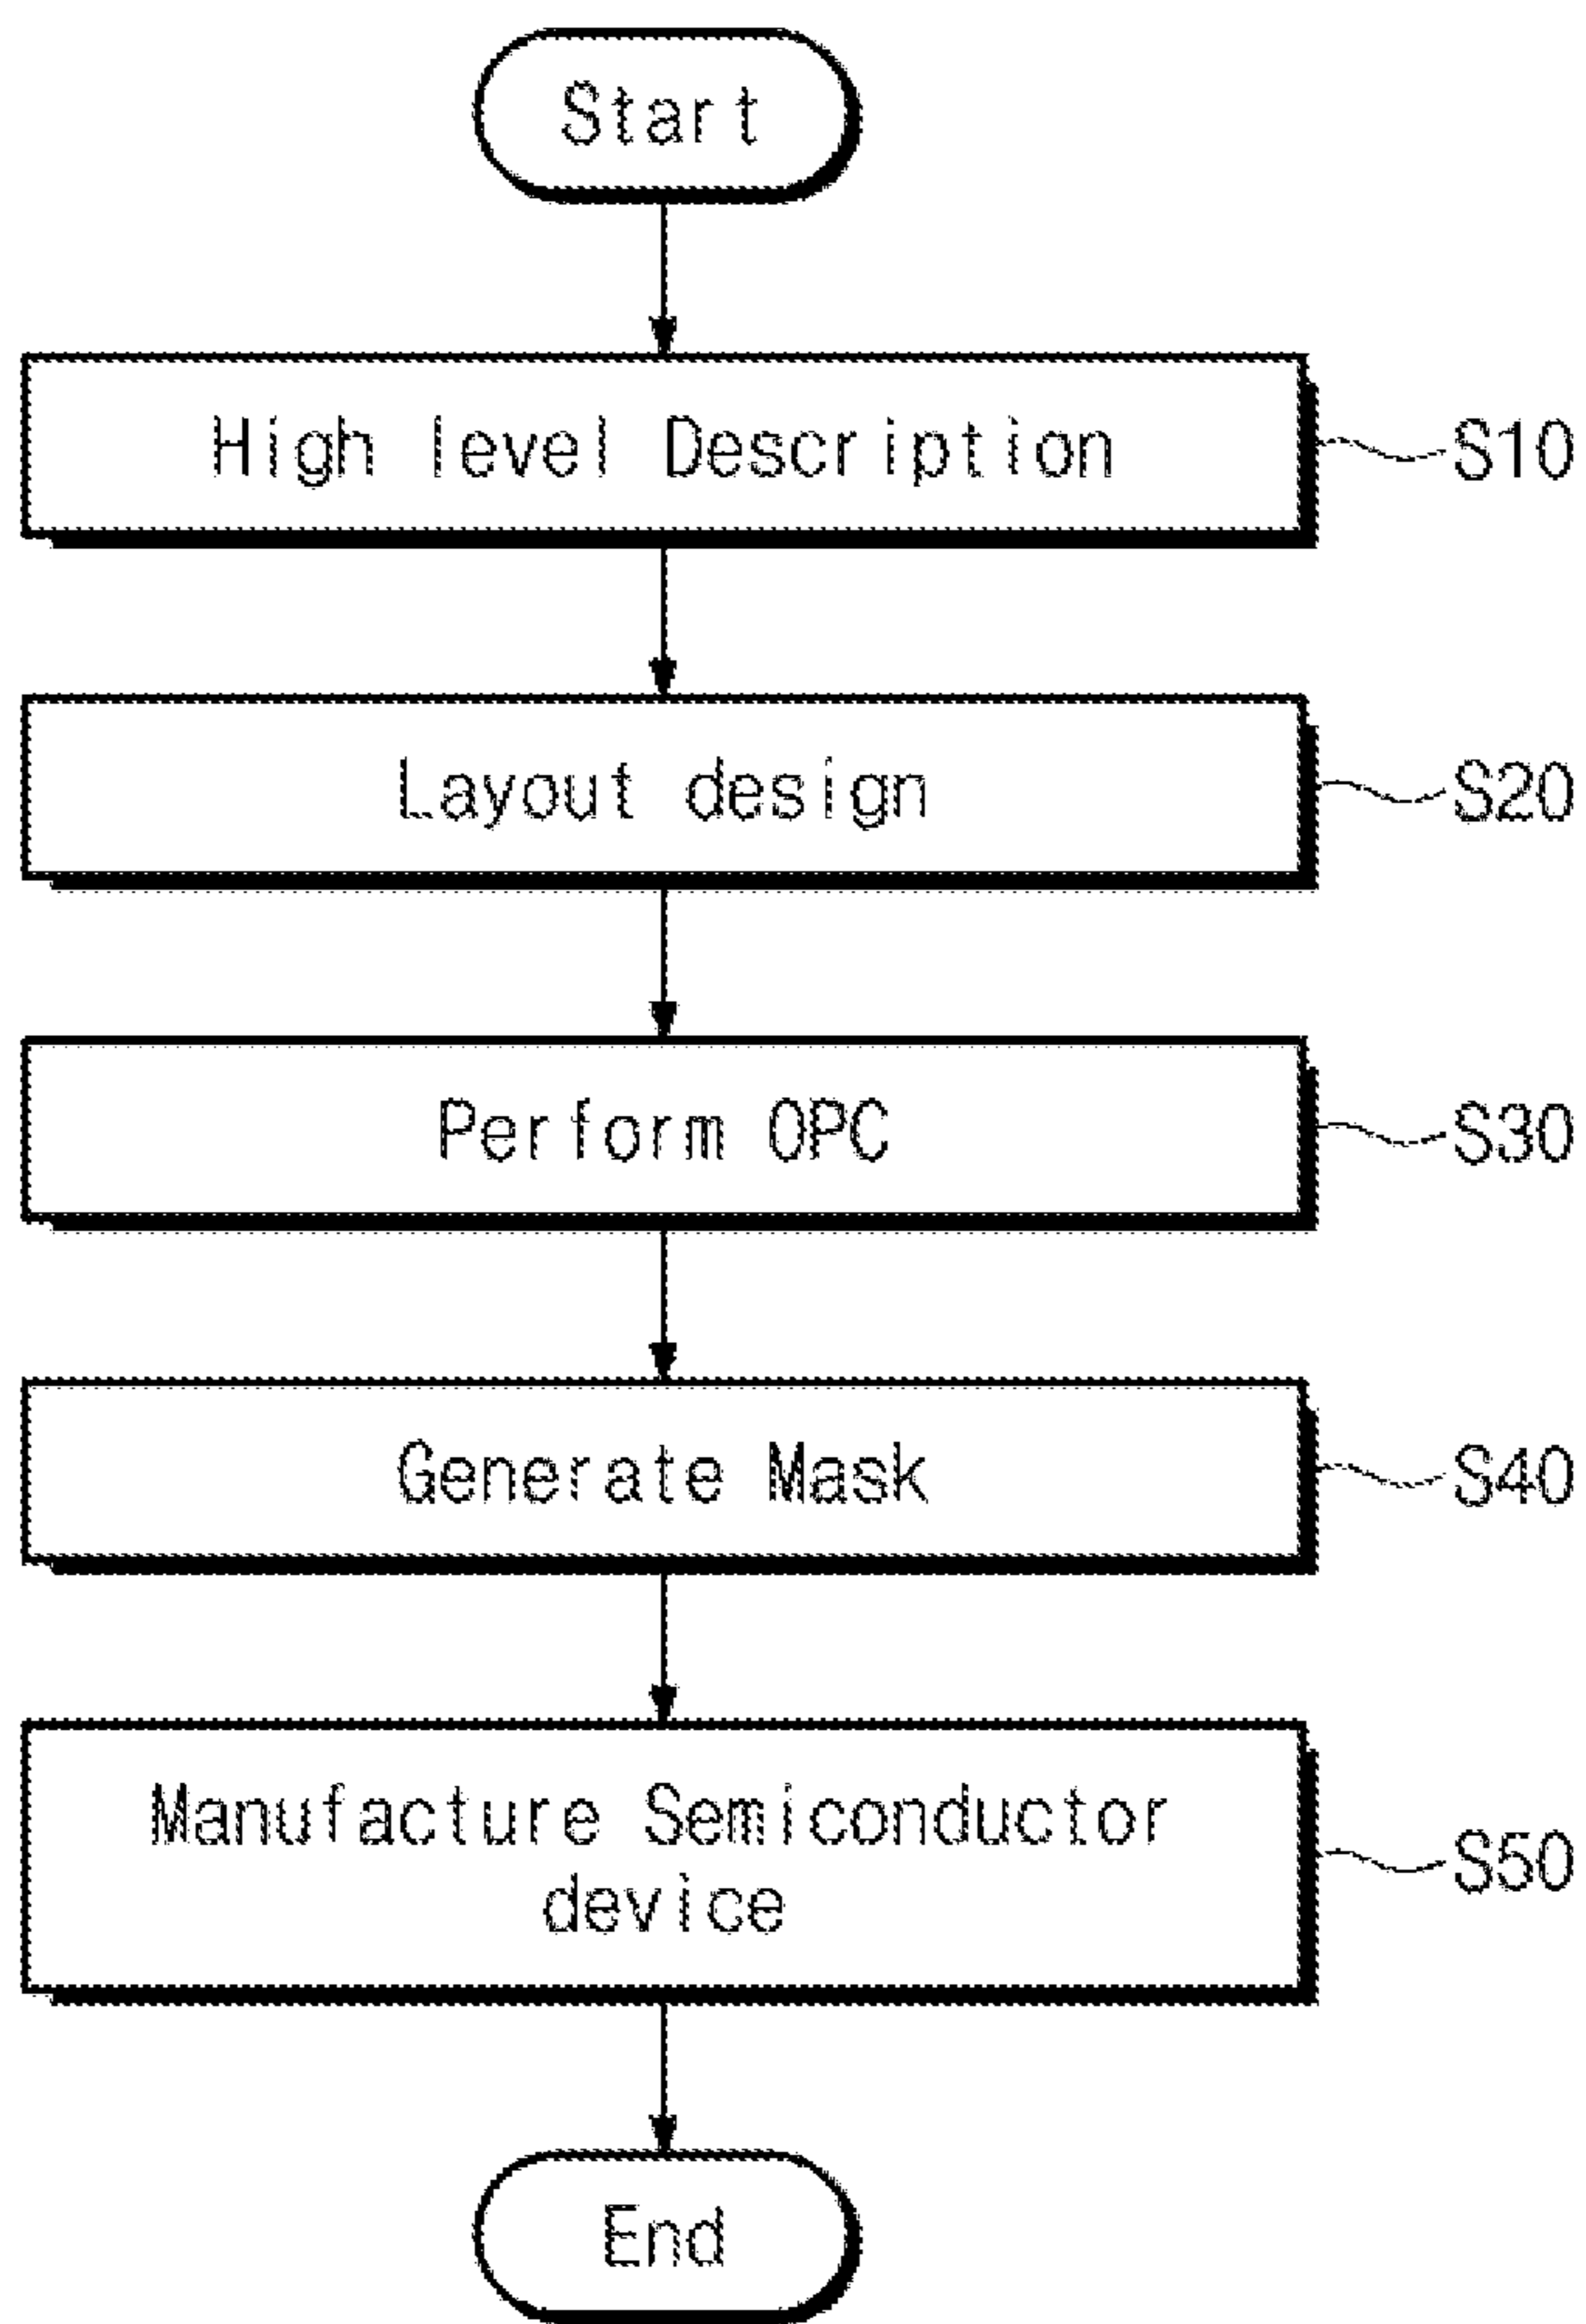 Start
High level Description
S10
Layout design
S20
Perform OPC
S30
Generate Mask
S40
Manufacture Semiconductor
device
S50
End